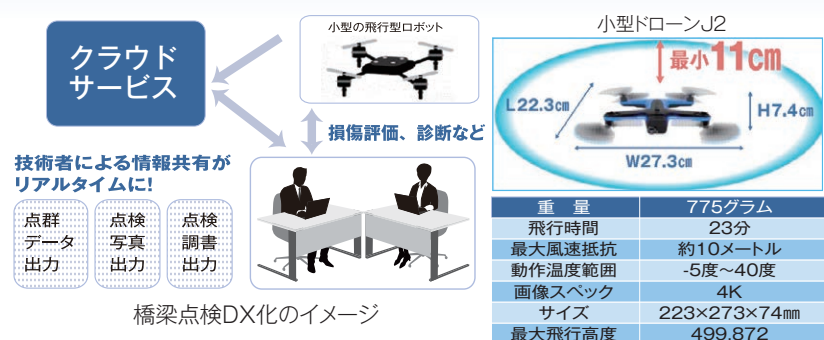 クラウド
サービス
小型の飛行型ロボット
損傷評価、診断など
技術者による情報共有が
リアルタイムに!
点群
データ
出力
点検
写真
出力
点検
調書
出力
橋梁点検DX化のイメージ
小型ドローンJ2
最小11㎝
L22.3㎝
H7.4㎝
W27.3㎝
重 量 775グラム
飛行時間 23分
最大風速抵抗 約10メートル
動作温度範囲 -5度～40度
画像スペック 4K
サイズ 223×273×74㎜
最大飛行高度 499.872